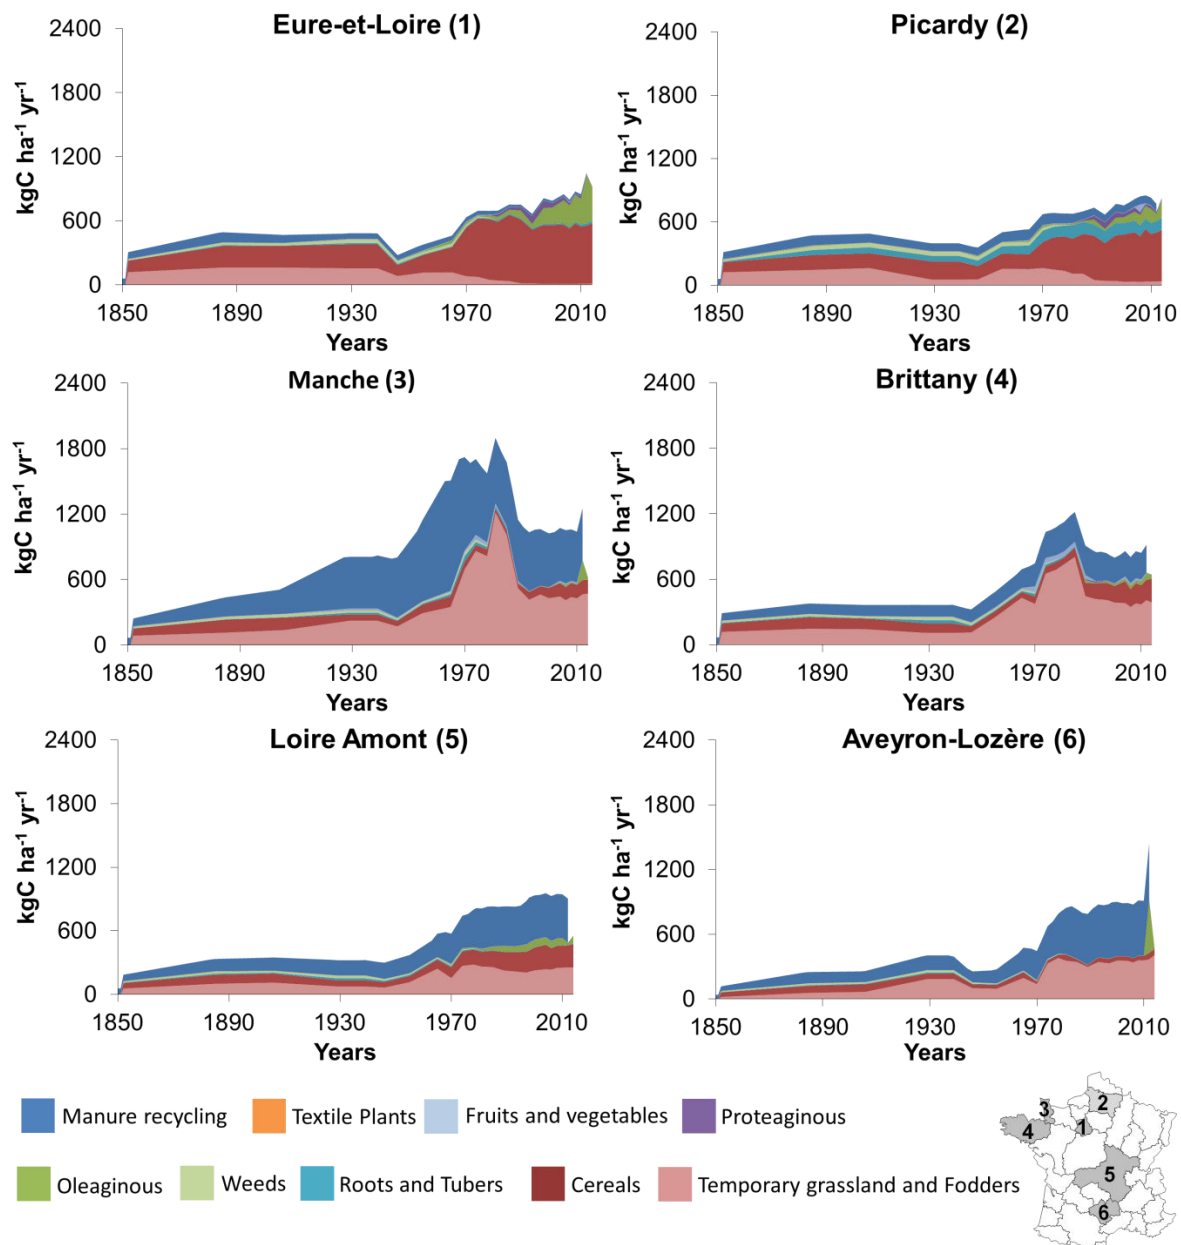 Eure-et-Loire (1)
2400
1800
1200
600
0
kgC ha-1 yr-1
1850 1890 1930 1970 2010
Years
Picardy (2)
2400
1800
1200
600
0
kgC ha-1 yr-1
1850 1890 1930 1970 2010
Years
Manche (3)
2400
1800
1200
600
0
kgC ha-1 yr-1
1850 1890 1930 1970 2010
Years
Brittany (4)
2400
1800
1200
600
0
kgC ha-1 yr-1
1850 1890 1930 1970 2010
Years
Loire Amont (5)
2400
1800
1200
600
0
kgC ha-1 yr-1
1850 1890 1930 1970 2010
Years
Aveyron-Lozère (6)
2400
1800
1200
600
0
kgC ha-1 yr-1
1850 1890 1930 1970 2010
Years
Manure recycling Textile Plants Fruits and vegetables Proteaginous
Oleaginous Weeds Roots and Tubers Cereals Temporary grassland and Fodders
3 2
4 1
5
6